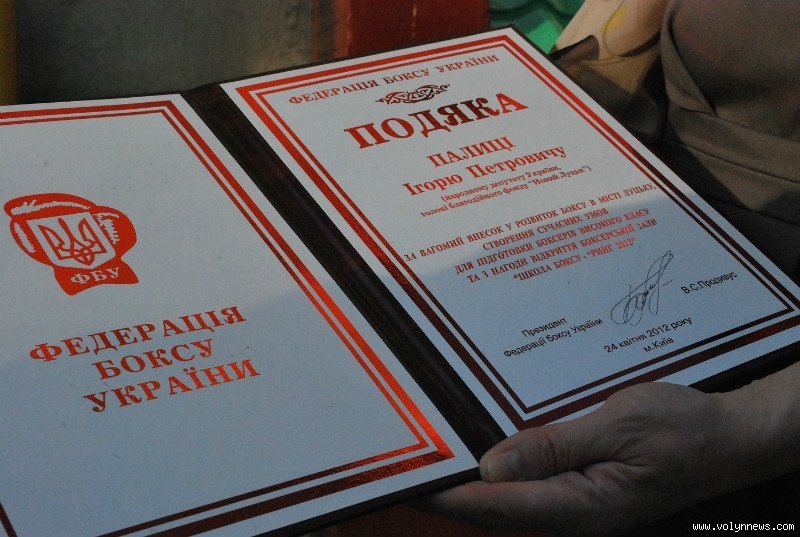 ФБУ
ФЕДЕРАЦІЯ
БОКСУ
УКРАЇНИ
ФЕДЕРАЦІЯ БОКСУ УКРАЇНИ
ПОДЯКА
ПАЛИЦІ
Ігорю Петровичу
(народному депутату України,
голові благодійного фонду "Новий Луцьк")
ЗА ВАГОМИЙ ВНЕСОК У РОЗВИТОК БОКСУ В МІСТІ ЛУЦЬКУ,
СТВОРЕННЯ СУЧАСНИХ УМОВ
ДЛЯ ПІДГОТОВКИ БОКСЕРІВ ВИСОКОГО КЛАСУ
ТА З НАГОДИ ВІДКРИТТЯ БОКСЕРСЬКОЇ ЗАЛИ
"ШКОЛА БОКСУ - "РИНГ 2012"
Президент
Федерації Боксу України
В.С.Продивус
24 квітня 2012 року
м.Київ
www.volynnews.com